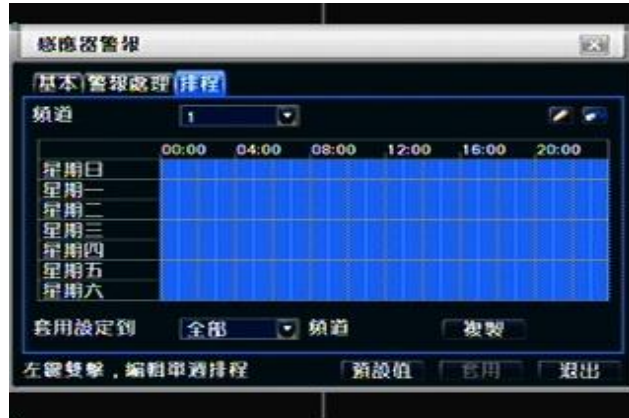 感應器警報
基本 警報處理 排程
頻道 1
00:00 04:00 08:00 12:00 16:00 20:00
星期日
星期一
星期二
星期三
星期四
星期五
星期六
套用設定到 全部 頻道 複製
左鍵雙擊，編輯單週排程
預設值 套用 退出